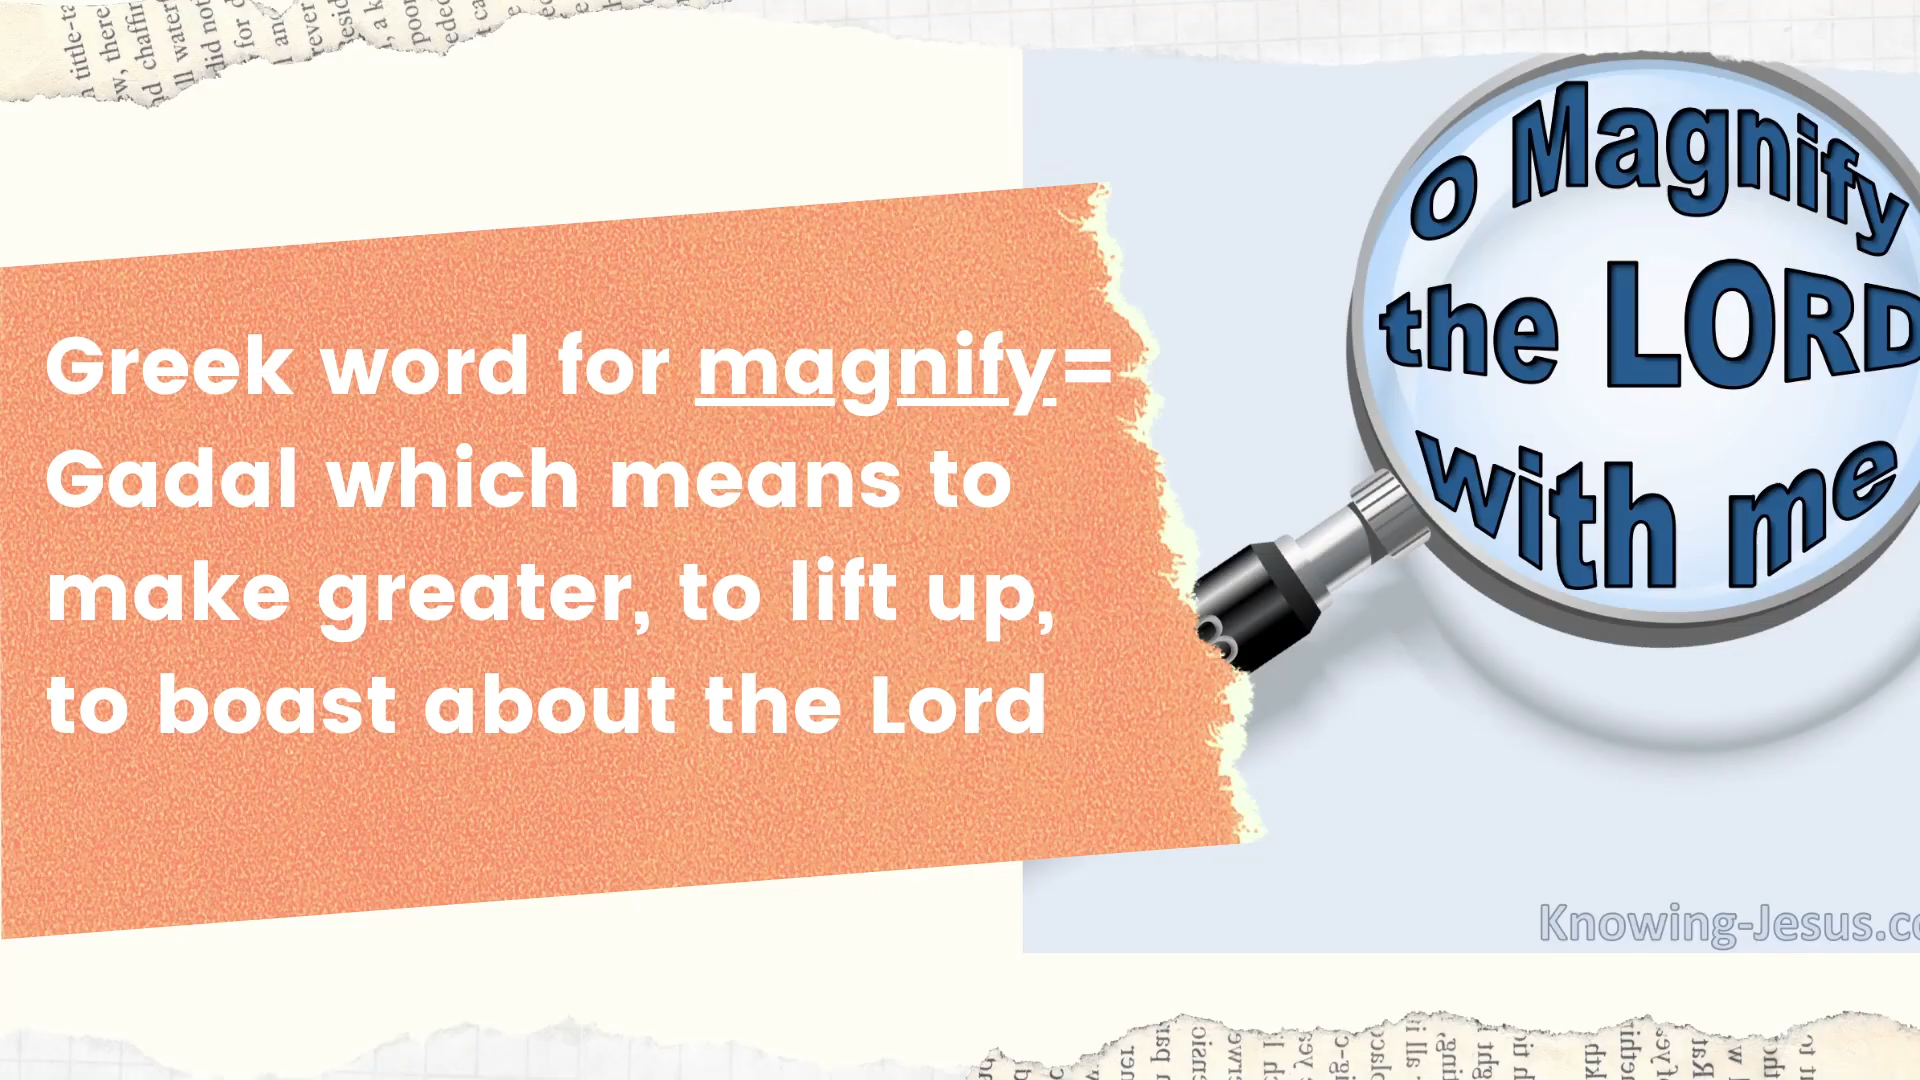 Greek word for magnify=
Gadal which means to
make greater, to lift up,
to boast about the Lord
O Magnify
the LORD
with me
Knowing-Jesus.co